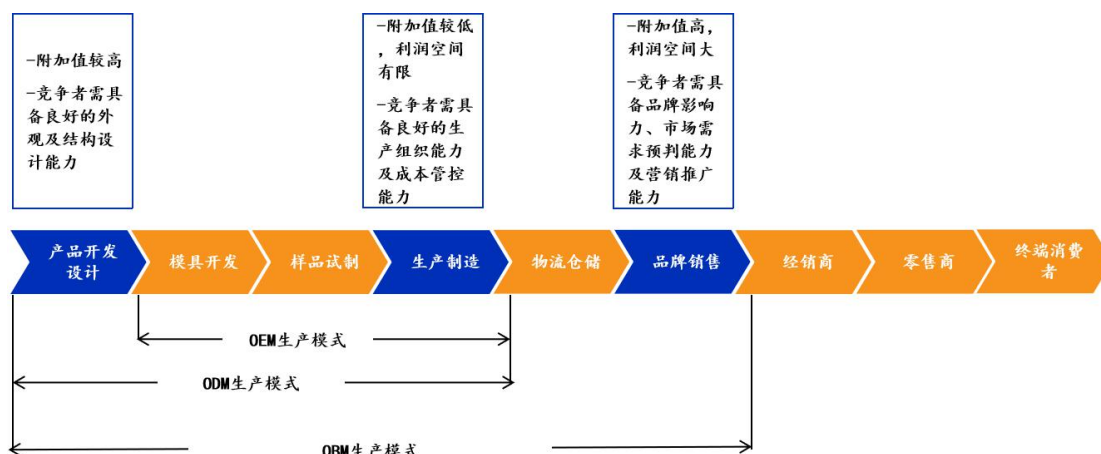 -附加值较高
-竞争者需具
备良好的外
观及结构设
计能力
-附加值较低
，利润空间
有限
-竞争者需具
备良好的生
产组织能力
及成本管控
能力
-附加值高，
利润空间大
-竞争者需具
备品牌影响
力、市场需
求预判能力
及营销推广
能力
产品开发
设计
模具开发
样品试制
生产制造
物流仓储
品牌销售
经销商
零售商
终端消费
者
OEM生产模式
ODM生产模式
OBM生产模式